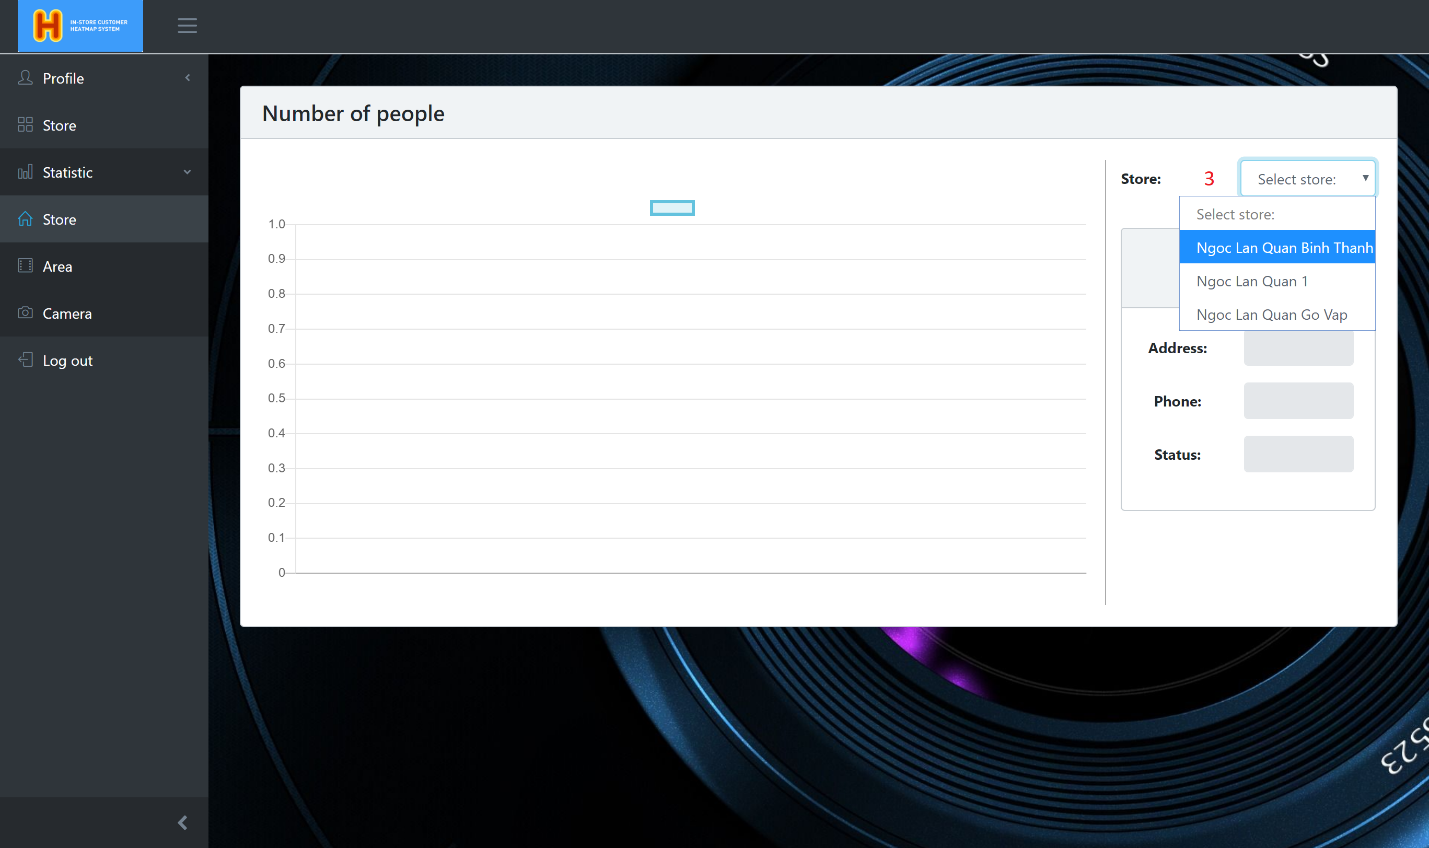 H IN-STORE CUSTOMER
HEATMAP SYSTEM
Profile
Store
Statistic
Store
Area
Camera
Log out
Number of people
1.0
0.9
0.8
0.7
0.6
0.5
0.4
0.3
0.2
0.1
0
Store: 3 Select store:
Select store:
Ngoc Lan Quan Binh Thanh
Ngoc Lan Quan 1
Ngoc Lan Quan Go Vap
Address:
Phone:
Status: